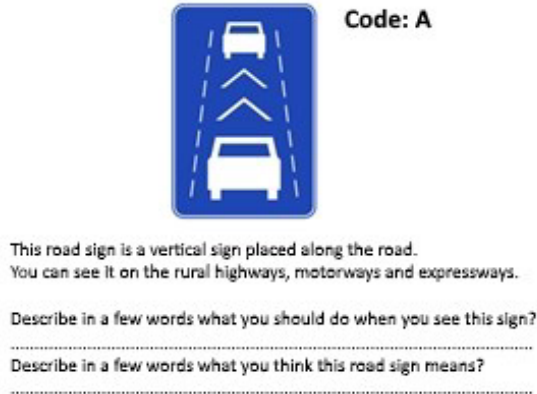 Code: A
This road sign is a vertical sign placed along the road.
You can see it on the rural highways, motorways and expressways.
Describe in a few words what you should do when you see this sign?
Describe in a few words what you think this road sign means?